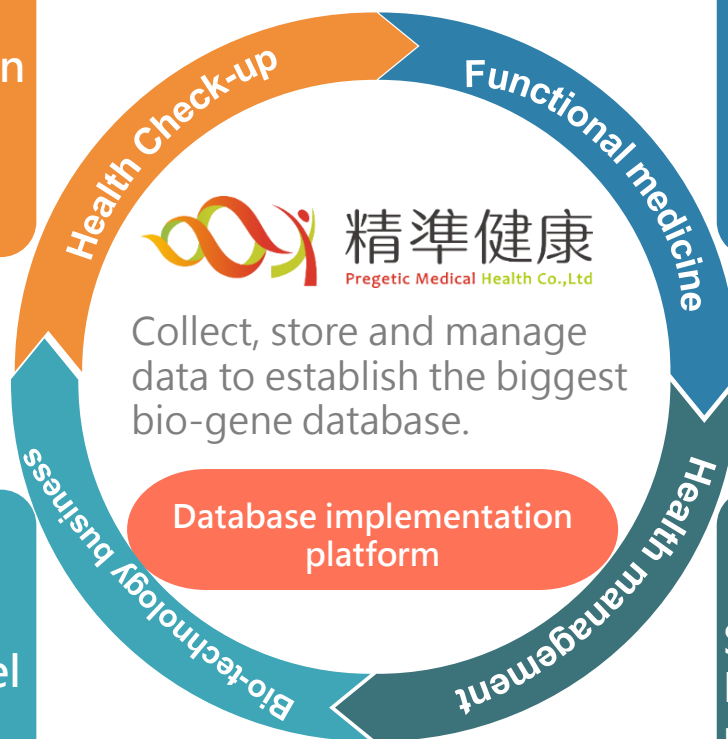 Health Check-up
Functional medicine
精準健康
Pregetic Medical Health Co.,Ltd
Collect, store and manage
data to establish the biggest
bio-gene database.
Database implementation
platform
Health management
Bio-technology business